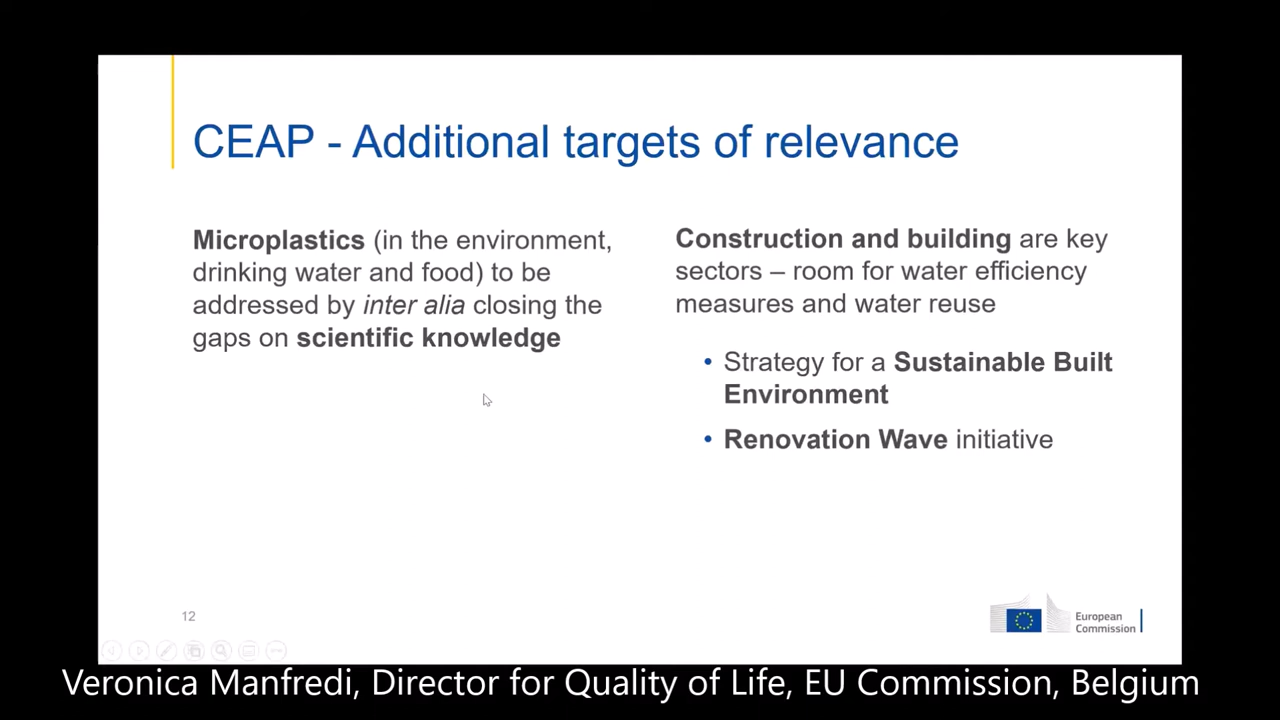 CEAP - Additional targets of relevance
Microplastics (in the environment,
drinking water and food) to be
addressed by inter alia closing the
gaps on scientific knowledge
Construction and building are key
sectors – room for water efficiency
measures and water reuse
• Strategy for a Sustainable Built
Environment
• Renovation Wave initiative
12
European
Commission
Veronica Manfredi, Director for Quality of Life, EU Commission, Belgium